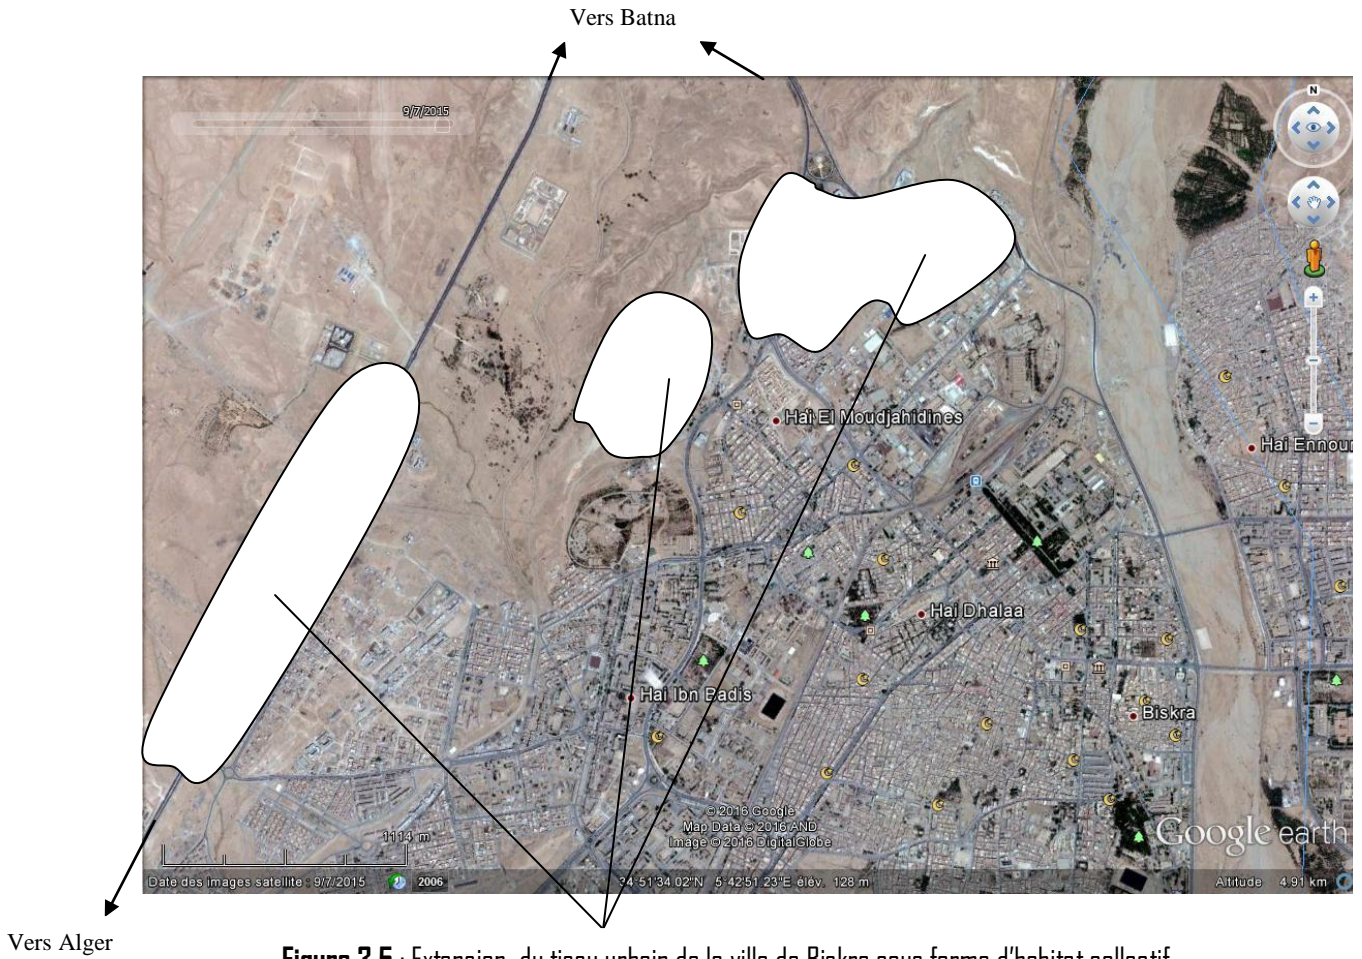 Vers Batna
9/7/2015
N
Haï El Moudjahidines
Hai Ennour
Hai Dhalaa
Hai Ibn Badis
Biskra
© 2016 Google
Map Data © 2016 AND
Image © 2016 DigitalGlobe
1114 m
Google earth
Date des images satellite : 9/7/2015 2006 34°51'34.02"N 5°42'51.23"E élév. 128 m Altitude 4.91 km
Vers Alger
Figure 3.6 : Extension du tissu urbain de la ville de Biskra sous forme d'habitat collectif